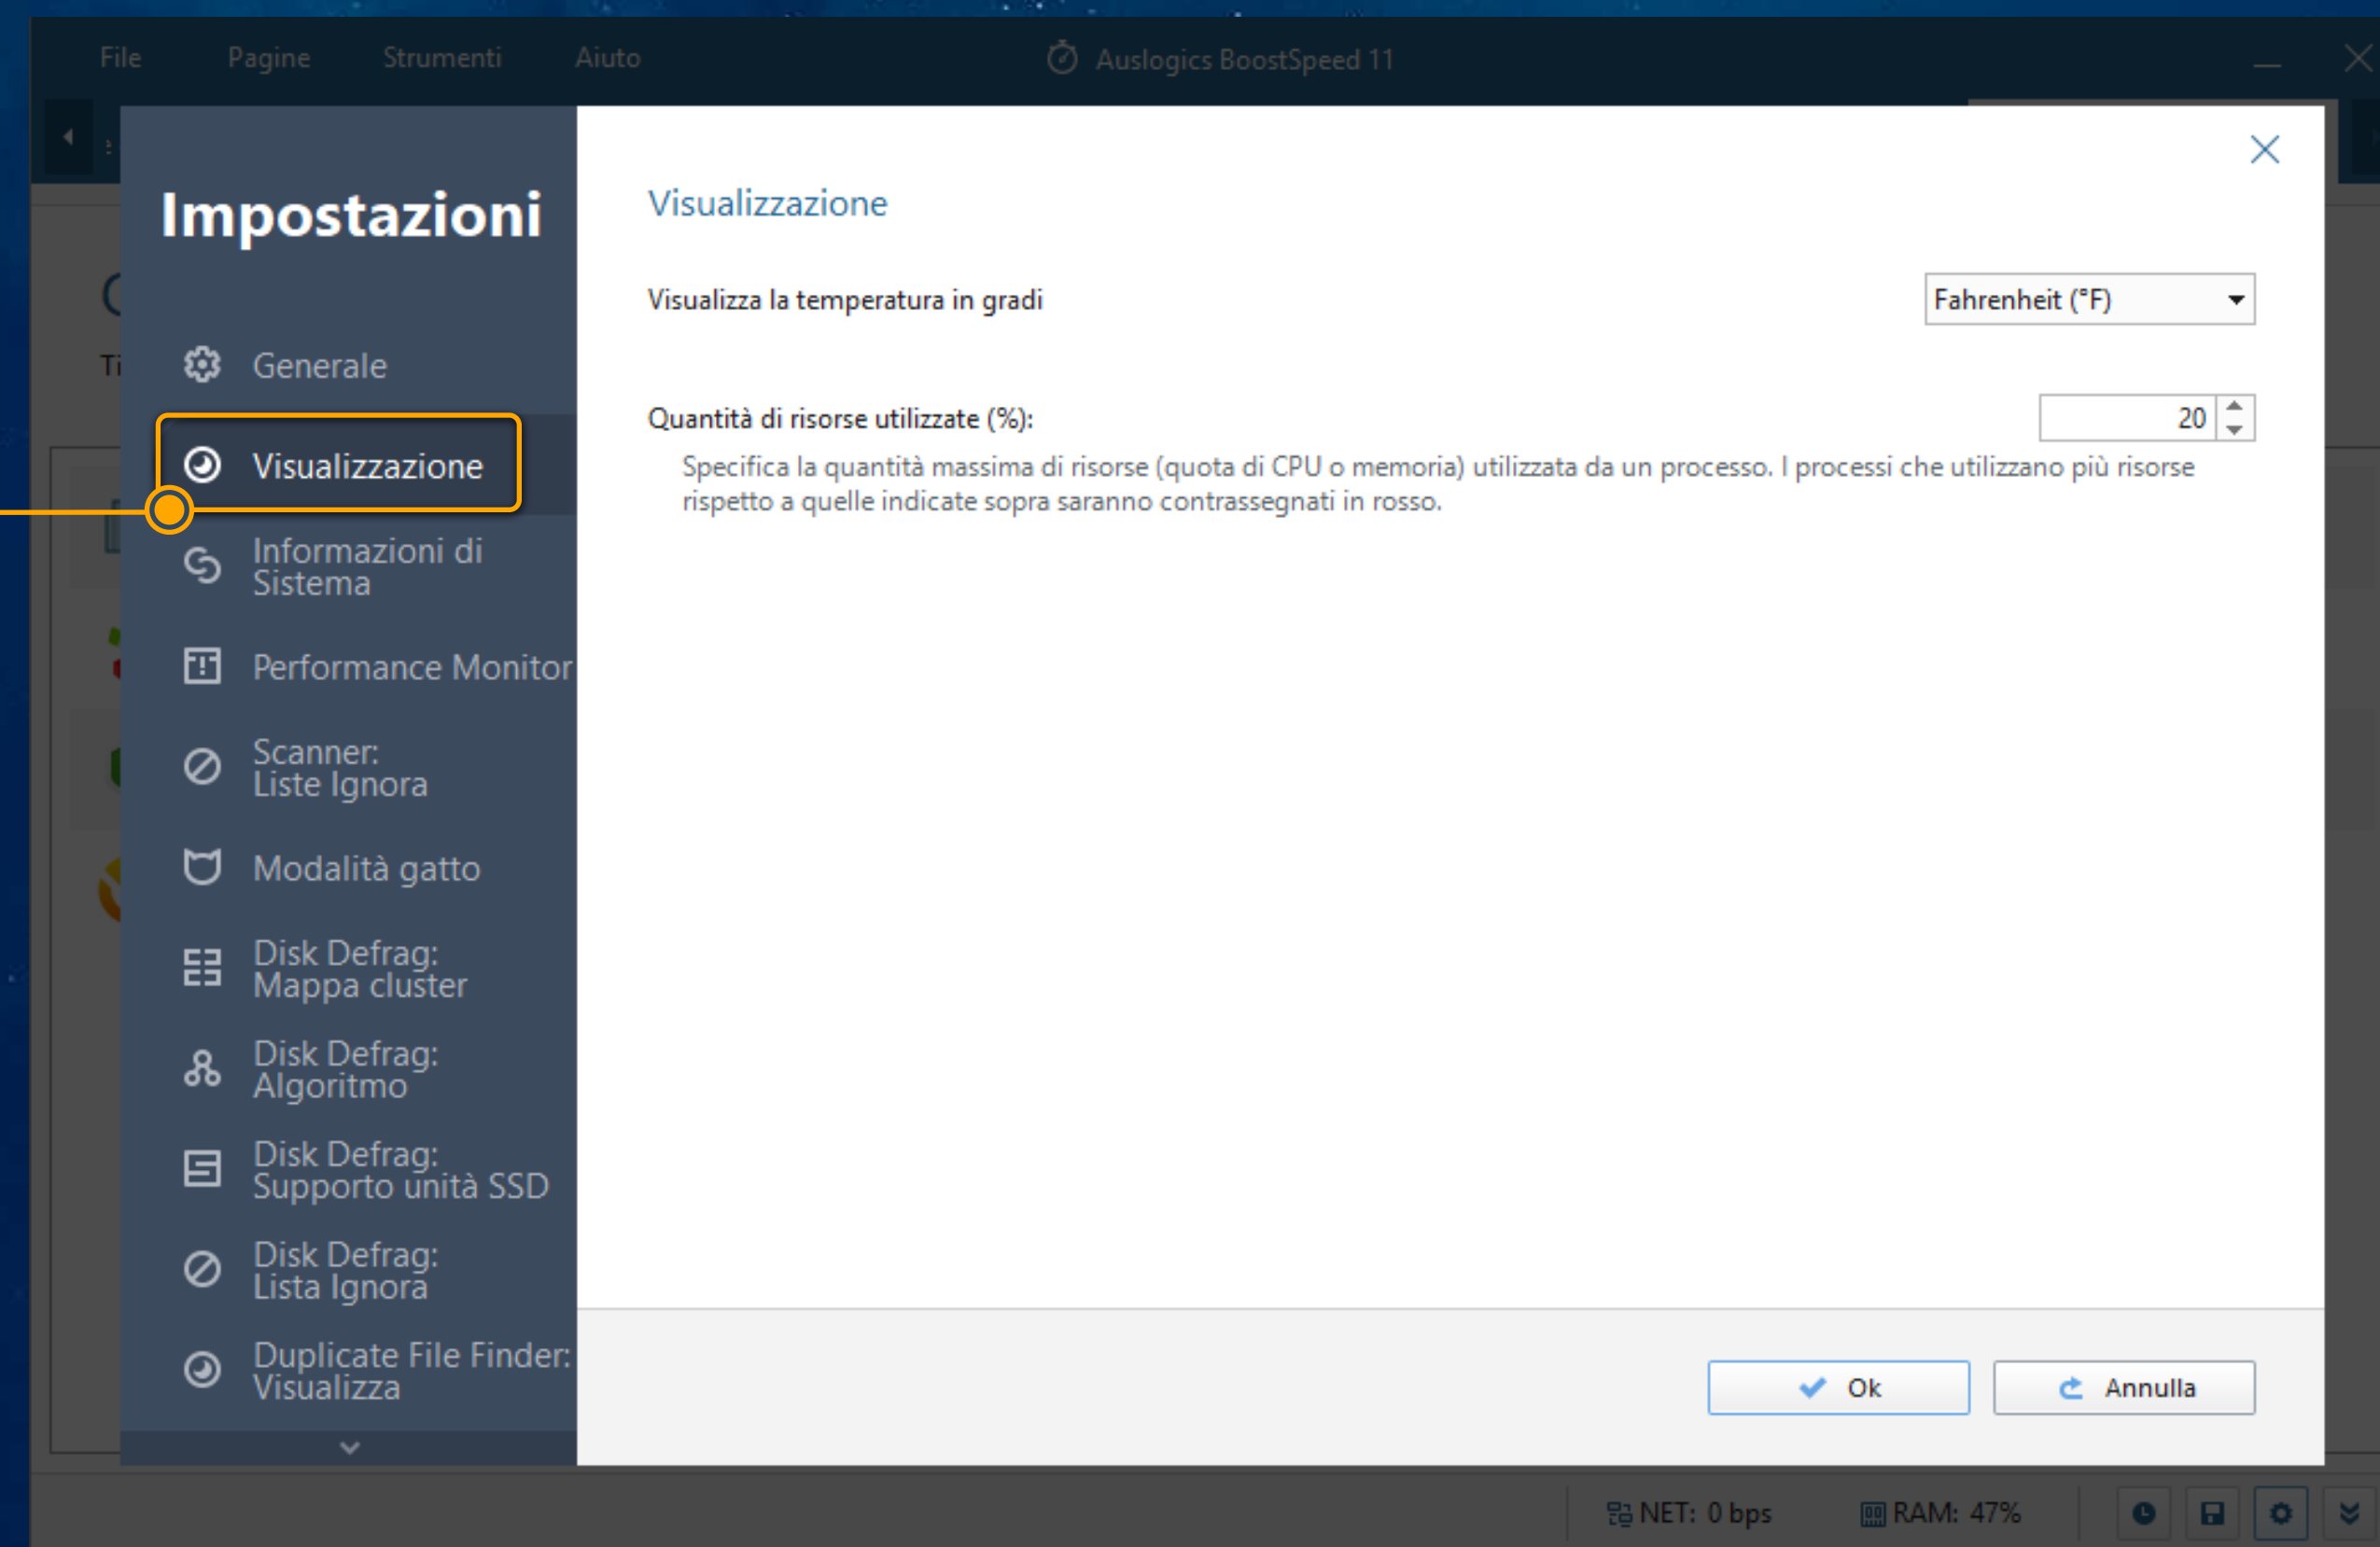 File Pagine Strumenti Aiuto Auslogics BoostSpeed 11
Impostazioni
Generale
Visualizzazione
Informazioni di
Sistema
Performance Monitor
Scanner:
Liste Ignora
Modalità gatto
Disk Defrag:
Mappa cluster
Disk Defrag:
Algoritmo
Disk Defrag:
Supporto unità SSD
Disk Defrag:
Lista Ignora
Duplicate File Finder:
Visualizza
Visualizzazione
Visualizza la temperatura in gradi Fahrenheit (°F)
Quantità di risorse utilizzate (%): 20
Specifica la quantità massima di risorse (quota di CPU o memoria) utilizzata da un processo. I processi che utilizzano più risorse
rispetto a quelle indicate sopra saranno contrassegnati in rosso.
Ok Annulla
NET: 0 bps RAM: 47%